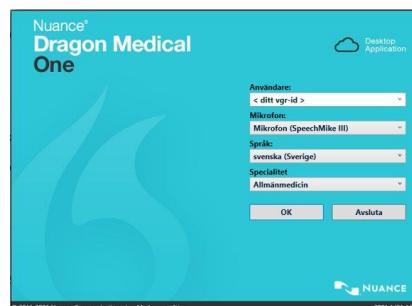 Nuance®
Dragon Medical
One
Desktop
Application
Användare:
< ditt vgr-id >
Mikrofon:
Mikrofon (SpeechMike III)
Språk:
svenska (Sverige)
Specialitet
Allmänmedicin
OK
Avsluta
NUANCE